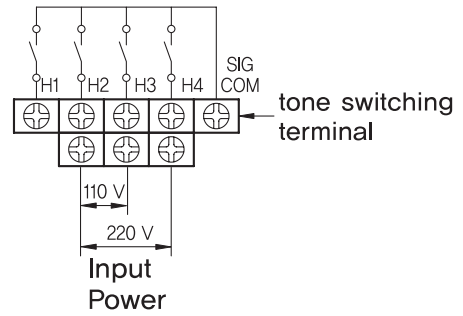 H1 H2 H3 H4 SIG COM
tone switching
terminal
110 V
220 V
Input
Power